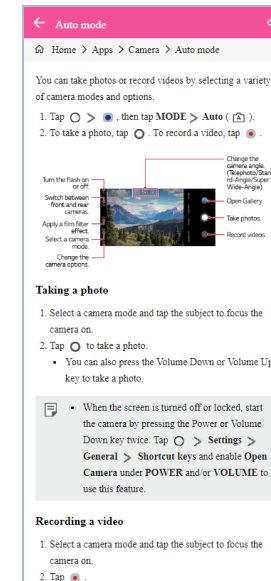 Auto mode
Home > Apps > Camera > Auto mode
You can take photos or record videos by selecting a variety
of camera modes and options.
1. Tap > , then tap MODE > Auto ( ).
2. To take a photo, tap . To record a video, tap .
Turn the flash on
or off.
Switch between
front and rear
cameras.
Apply a film filter
effect.
Select a camera
mode.
Change the
camera options.
Change the
camera angle.
(Telephoto/Stan
rd-Angle/Super
Wide-Angle).
Open Gallery.
Take photos.
Record videos.
Taking a photo
1. Select a camera mode and tap the subject to focus the
camera on.
2. Tap to take a photo.
• You can also press the Volume Down or Volume Up
key to take a photo.
• When the screen is turned off or locked, start
the camera by pressing the Power or Volume
Down key twice. Tap > Settings >
General > Shortcut keys and enable Open
Camera under POWER and/or VOLUME to
use this feature.
Recording a video
1. Select a camera mode and tap the subject to focus the
camera on.
2. Tap .